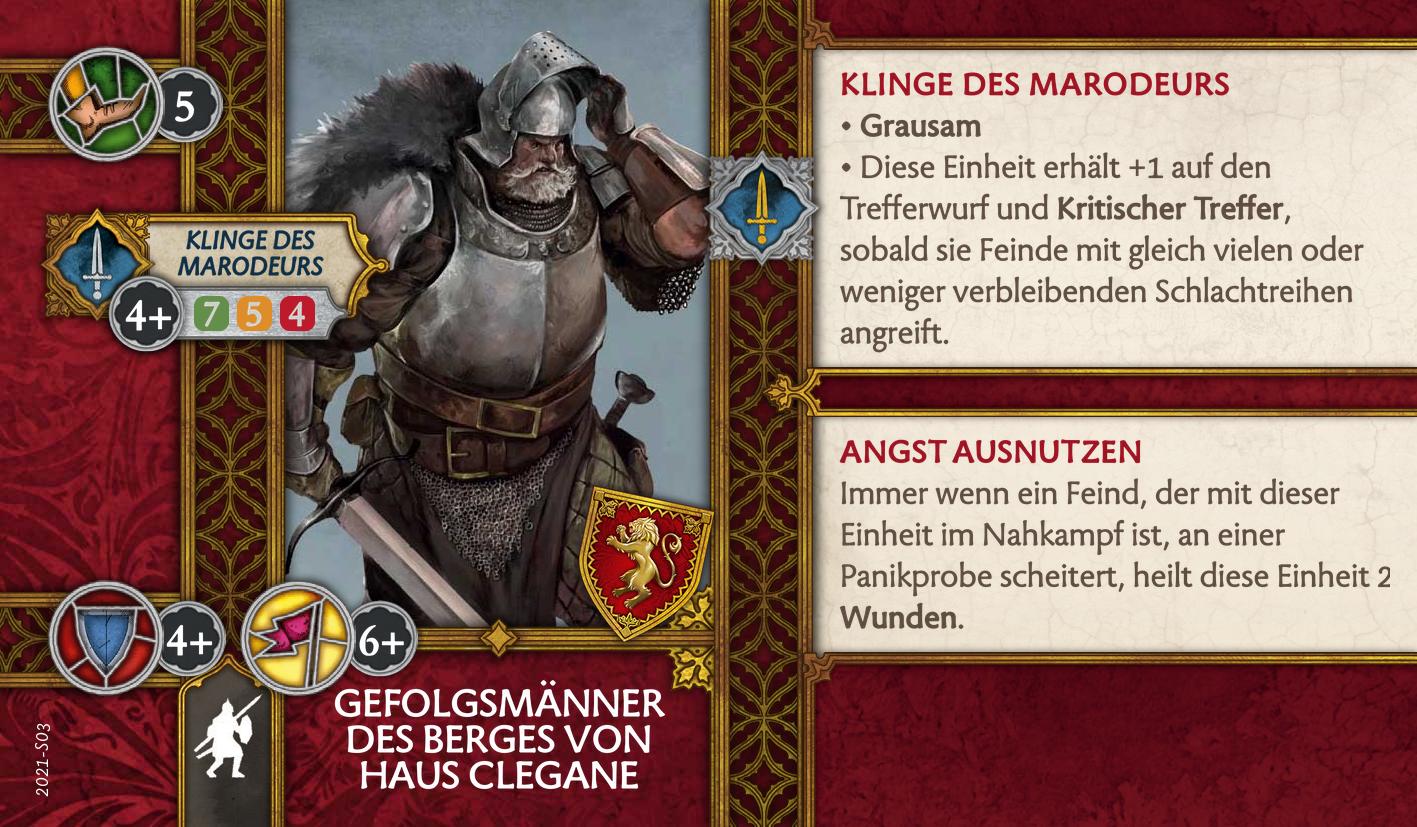 5
KLINGE DES
MARODEURS
4+
7 5 4
4+
6+
GEFOLGSMÄNNER
DES BERGES VON
HAUS CLEGANE
2021-S03
KLINGE DES MARODEURS
• Grausam
• Diese Einheit erhält +1 auf den
Trefferwurf und Kritischer Treffer,
sobald sie Feinde mit gleich vielen oder
weniger verbleibenden Schlachtreihen
angreift.
ANGST AUSNUTZEN
Immer wenn ein Feind, der mit dieser
Einheit im Nahkampf ist, an einer
Panikprobe scheitert, heilt diese Einheit 2
Wunden.